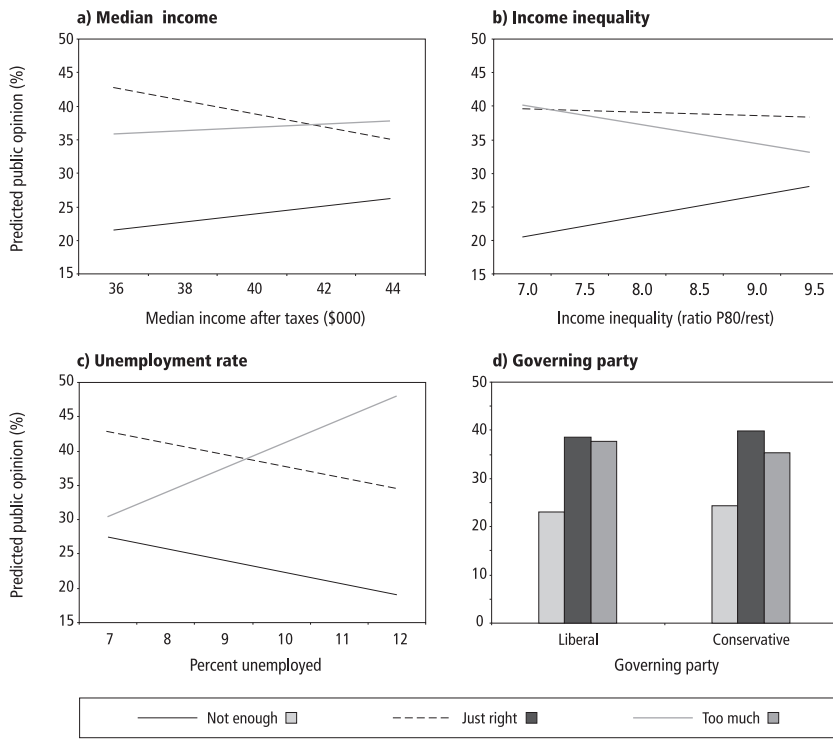 a) Median income
50
45
40
35
30
25
20
15
Predicted public opinion (%)
36 38 40 42 44
Median income after taxes ($000)
b) Income inequality
50
45
40
35
30
25
20
15
7.0 7.5 8.0 8.5 9.0 9.5
Income inequality (ratio P80/rest)
c) Unemployment rate
50
45
40
35
30
25
20
15
Predicted public opinion (%)
7 8 9 10 11 12
Percent unemployed
d) Governing party
50
40
30
20
10
0
Liberal Conservative
Governing party
Not enough Just right Too much